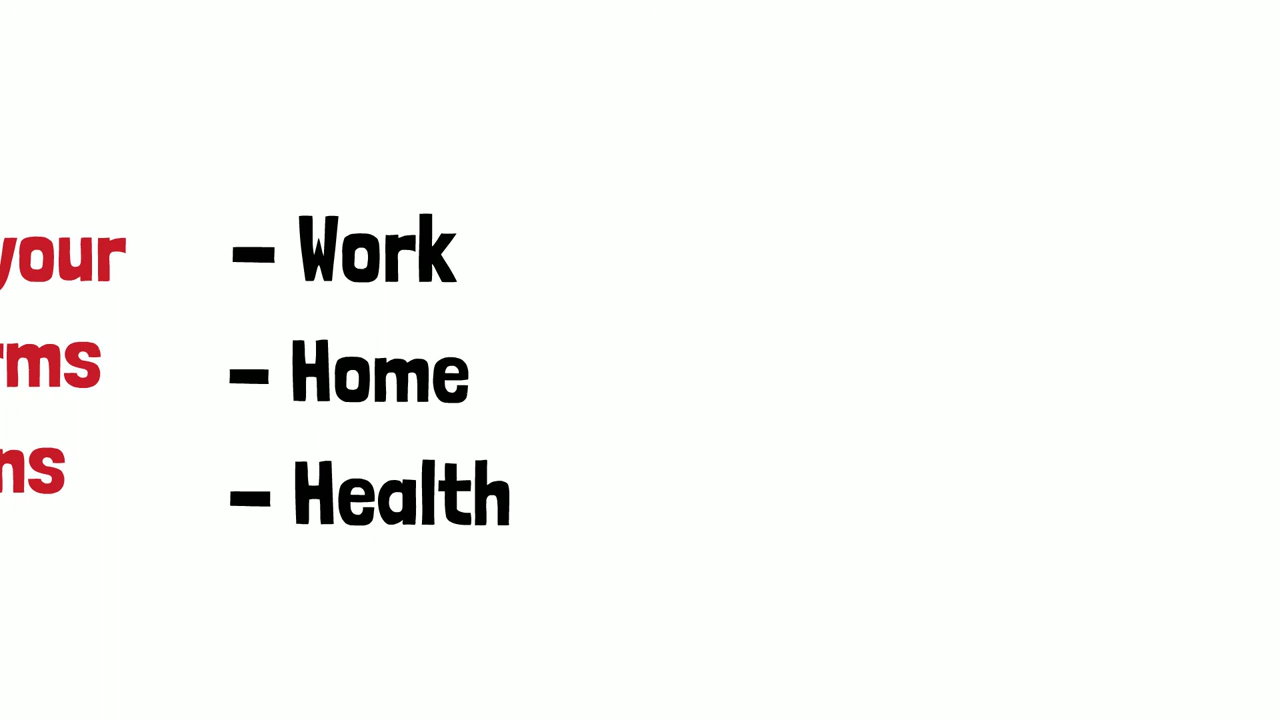 your
- Work
rms
- Home
ns
- Health